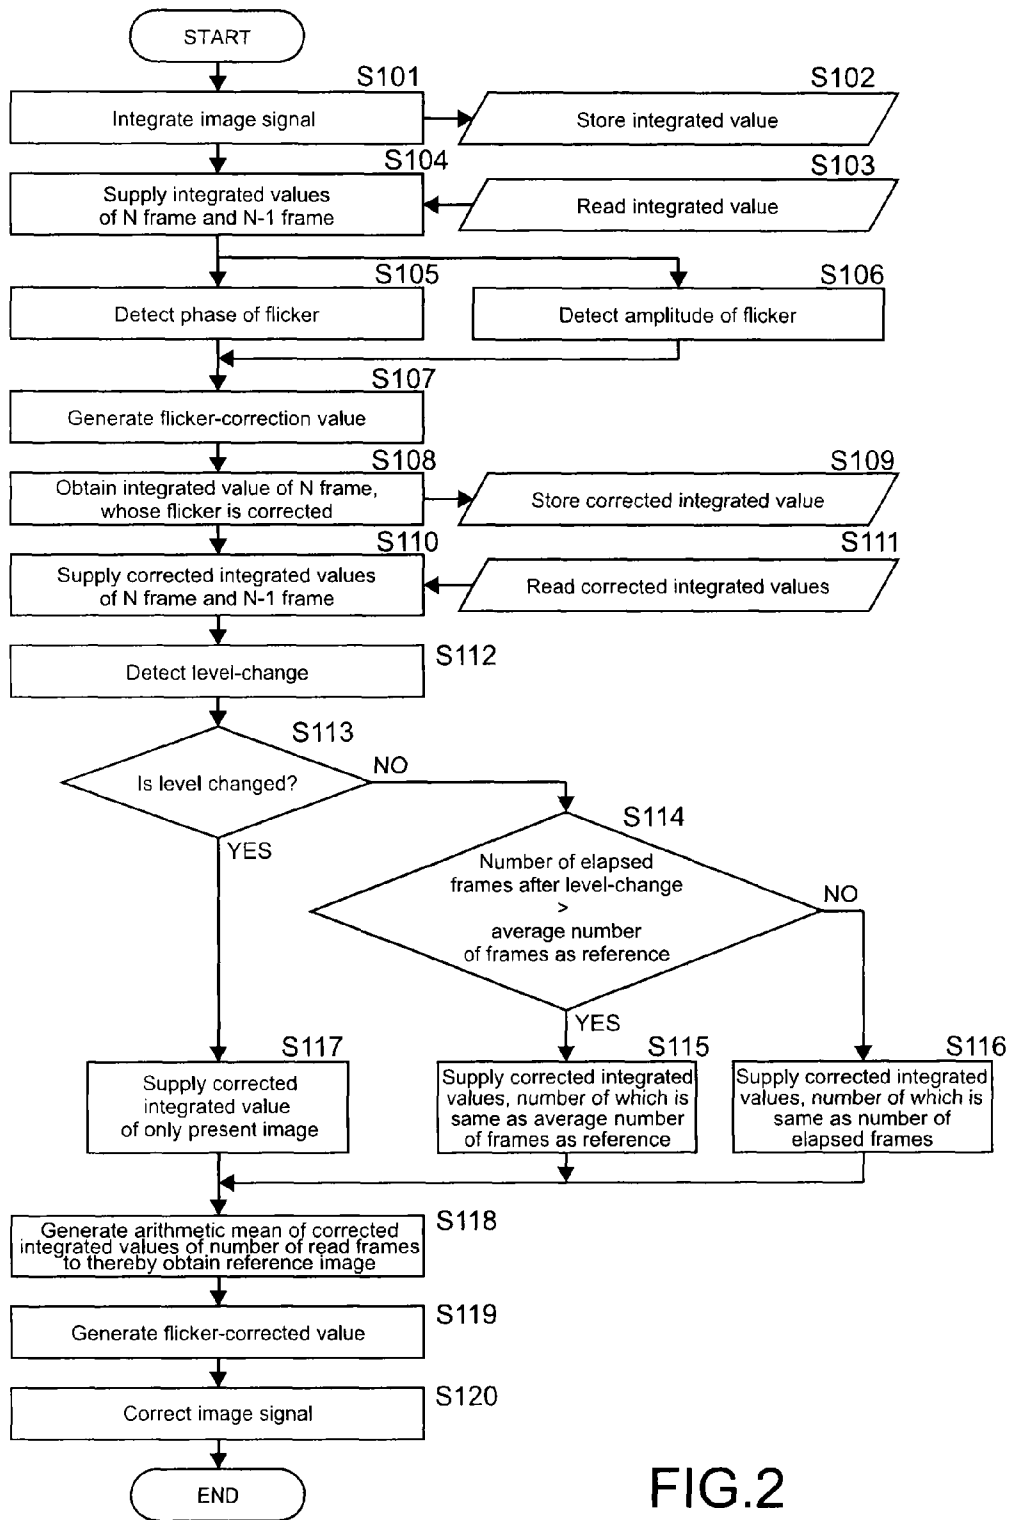 START
S101
Integrate image signal
S102
Store integrated value
S104
Supply integrated values
of N frame and N-1 frame
S103
Read integrated value
S105
Detect phase of flicker
S106
Detect amplitude of flicker
S107
Generate flicker-correction value
S108
Obtain integrated value of N frame,
whose flicker is corrected
S109
Store corrected integrated value
S110
Supply corrected integrated values
of N frame and N-1 frame
S111
Read corrected integrated values
S112
Detect level-change
S113
Is level changed?
NO
YES
S114
Number of elapsed
frames after level-change
>
average number
of frames as reference
NO
YES
S117
Supply corrected
integrated value
of only present image
S115
Supply corrected integrated
values, number of which is
same as average number
of frames as reference
S116
Supply corrected integrated
values, number of which is
same as number of
elapsed frames
S118
Generate arithmetic mean of corrected
integrated values of number of read frames
to thereby obtain reference image
S119
Generate flicker-corrected value
S120
Correct image signal
END
FIG.2